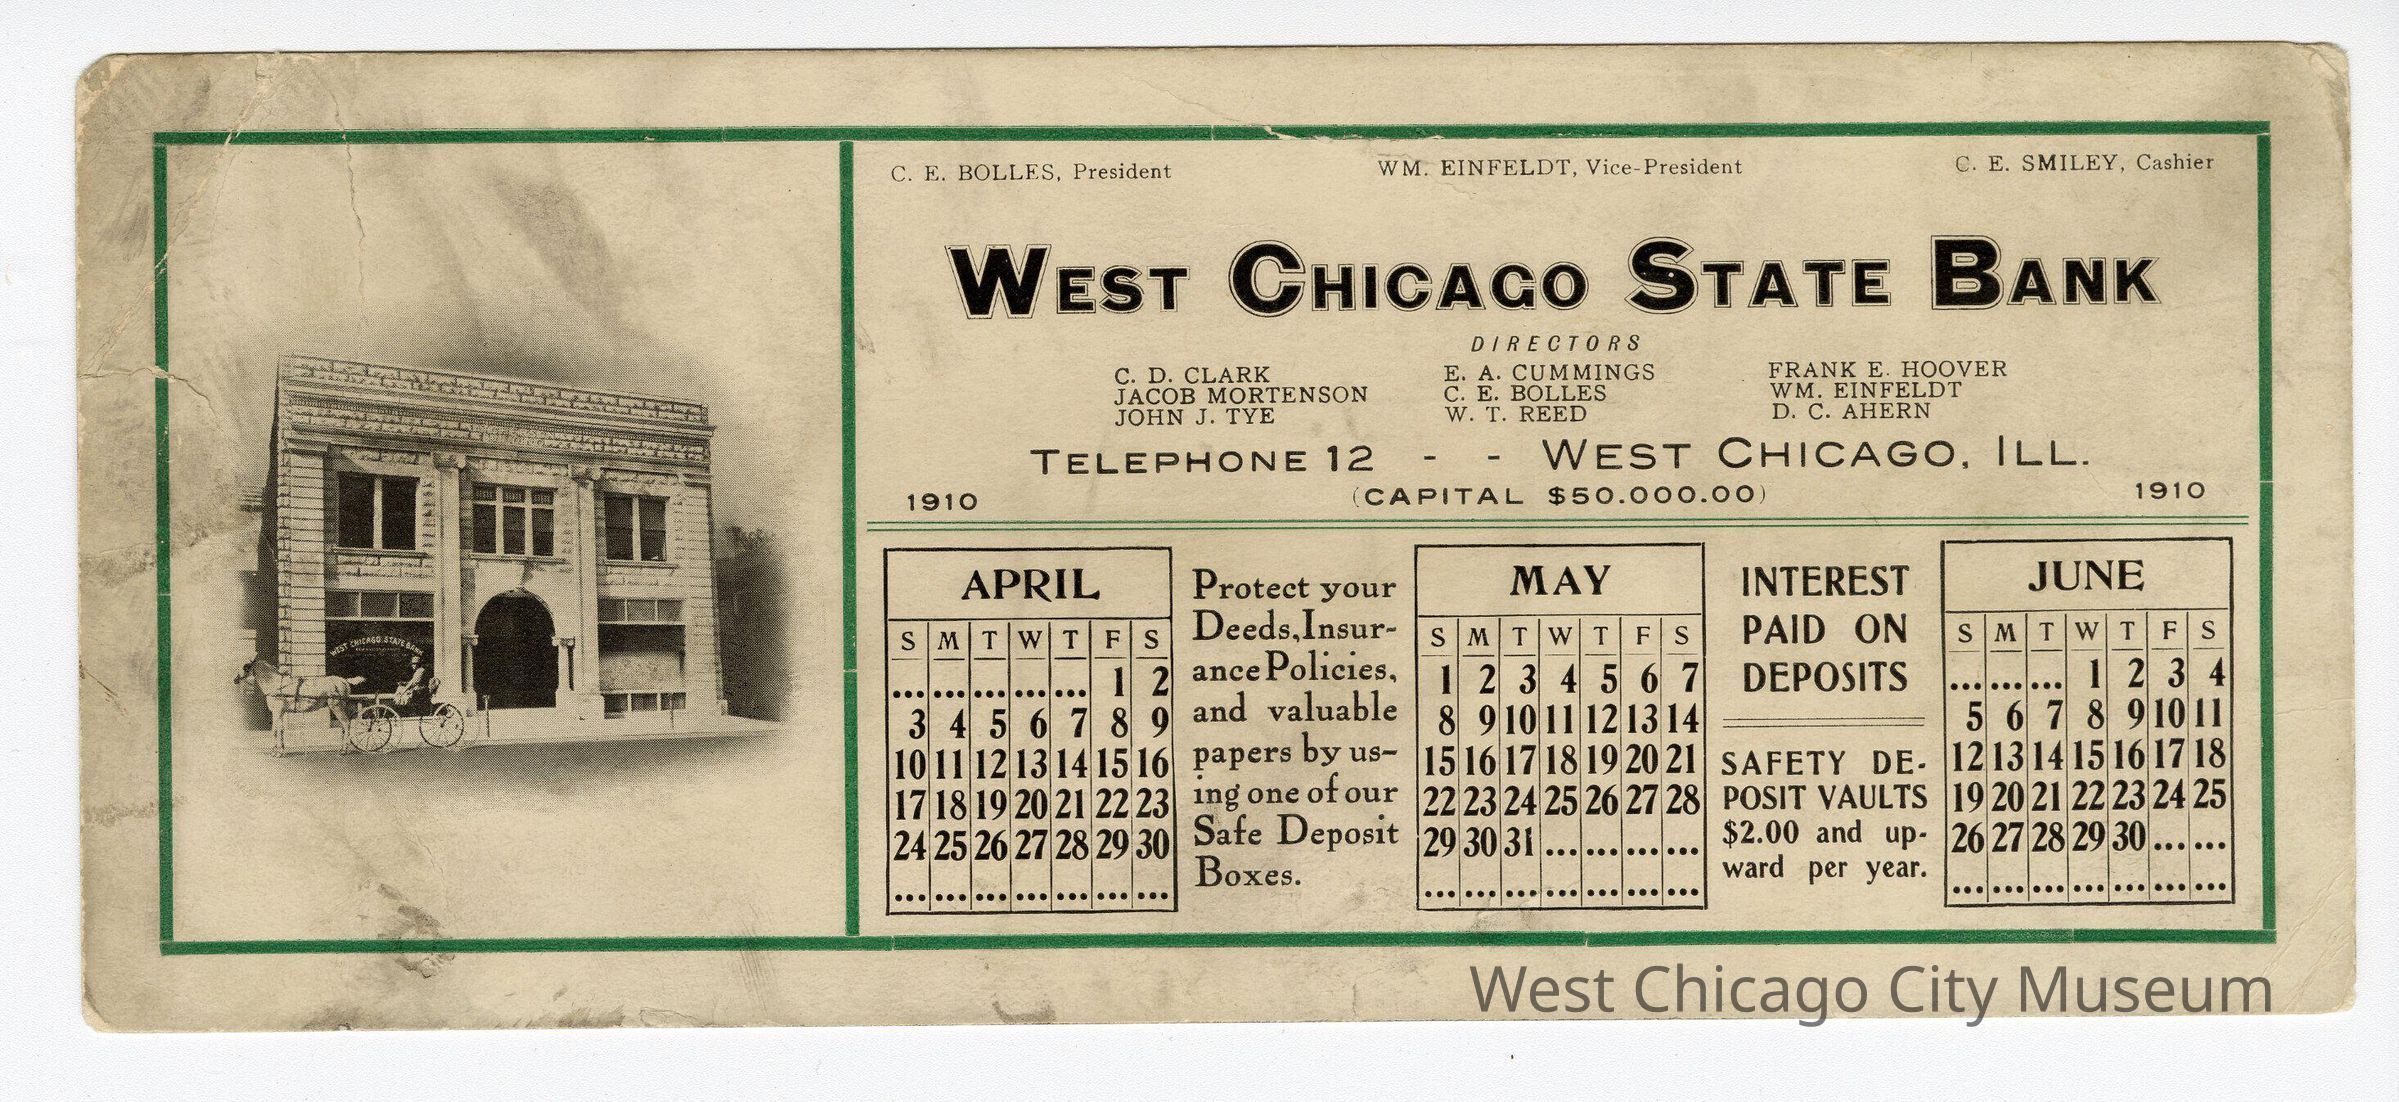 C. E. BOLLES, President WM. EINFELDT, Vice-President C. E. SMILEY, Cashier
WEST CHICAGO STATE BANK
DIRECTORS
C. D. CLARK E. A. CUMMINGS FRANK E. HOOVER
JACOB MORTENSON C. E. BOLLES WM. EINFELDT
JOHN J. TYE W. T. REED D. C. AHERN
TELEPHONE 12 - - WEST CHICAGO, ILL.
1910 (CAPITAL $50.000.00) 1910
WEST CHICAGO STATE BANK
APRIL
S M T W T F S
... ... ... ... ... 1 2
3 4 5 6 7 8 9
10 11 12 13 14 15 16
17 18 19 20 21 22 23
24 25 26 27 28 29 30
... ... ... ... ... ... ...
Protect your
Deeds, Insur-
ance Policies,
and valuable
papers by us-
ing one of our
Safe Deposit
Boxes.
MAY
S M T W T F S
1 2 3 4 5 6 7
8 9 10 11 12 13 14
15 16 17 18 19 20 21
22 23 24 25 26 27 28
29 30 31 ... ... ... ...
... ... ... ... ... ... ...
INTEREST
PAID ON
DEPOSITS
SAFETY DE-
POSIT VAULTS
$2.00 and up-
ward per year.
JUNE
S M T W T F S
... ... ... 1 2 3 4
5 6 7 8 9 10 11
12 13 14 15 16 17 18
19 20 21 22 23 24 25
26 27 28 29 30 ... ...
... ... ... ... ... ... ...
West Chicago City Museum